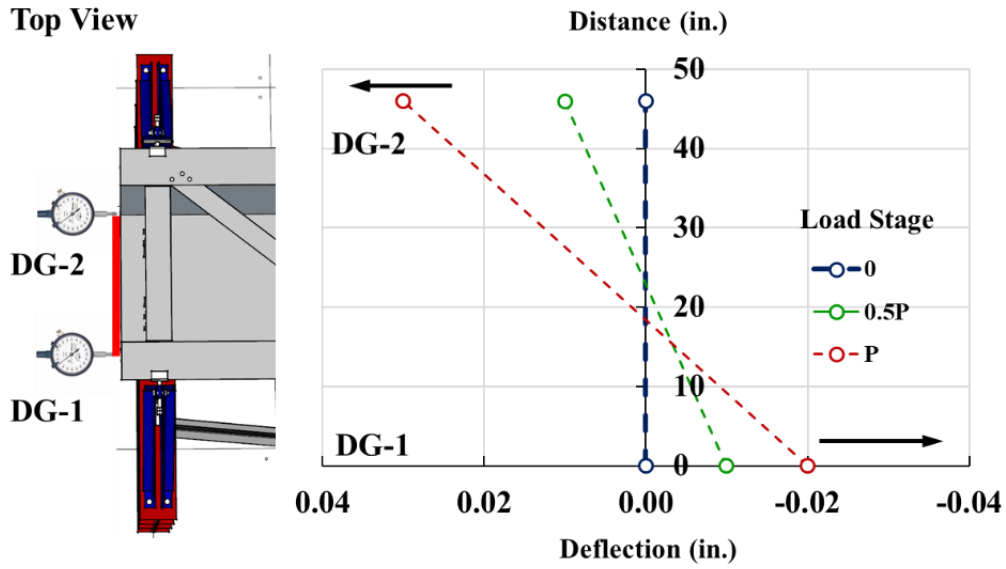 Top View
Distance (in.)
50
DG-2
40
DG-2
30
Load Stage
0
20
0.5P
P
DG-1
10
DG-1
0
0.04 0.02 0.00 -0.02 -0.04
Deflection (in.)